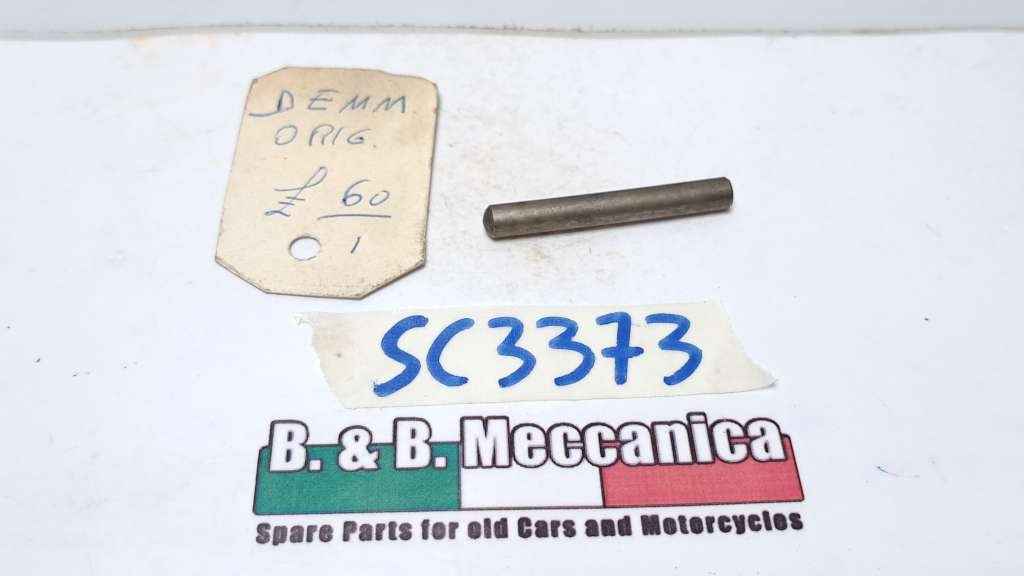 DEMM
ORIG.
£ 60
1
SC3373
B. & B. Meccanica
Spare Parts for old Cars and Motorcycles